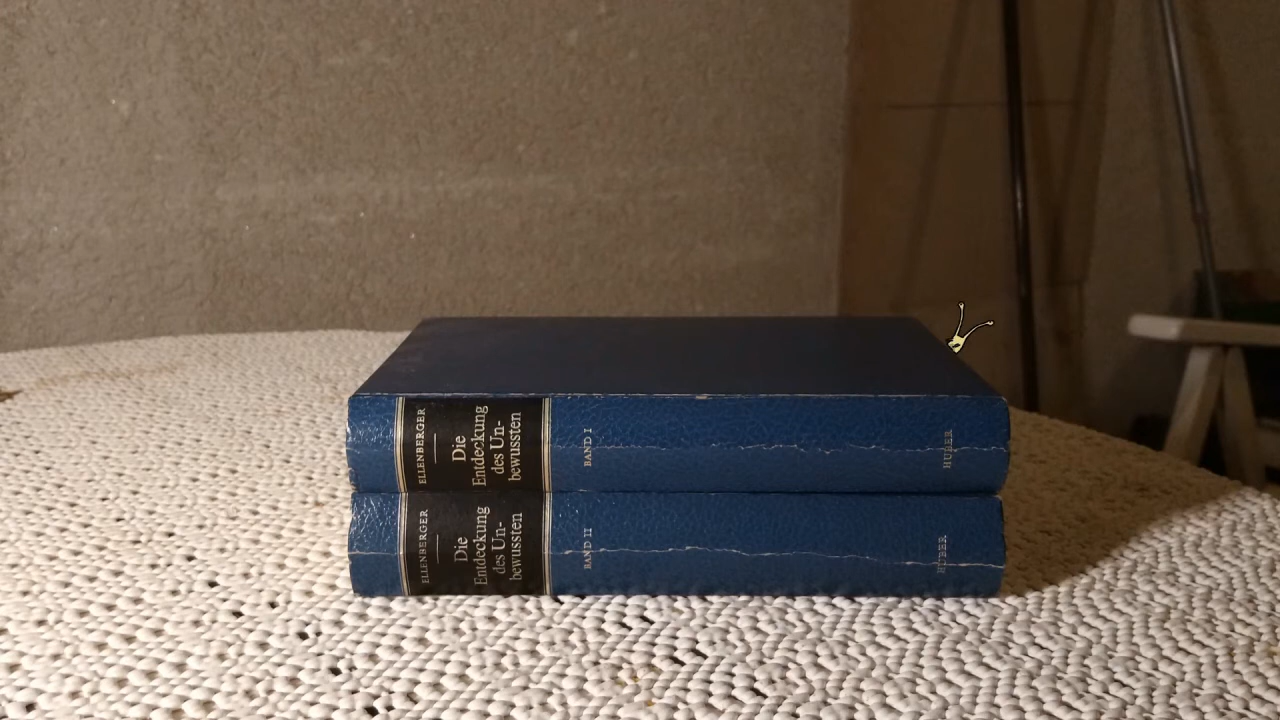 ELLENBERGER
Die
Entdeckung
des Un-
bewussten
BAND I
HUBER
ELLENBERGER
Die
Entdeckung
des Un-
bewussten
BAND II
HUBER